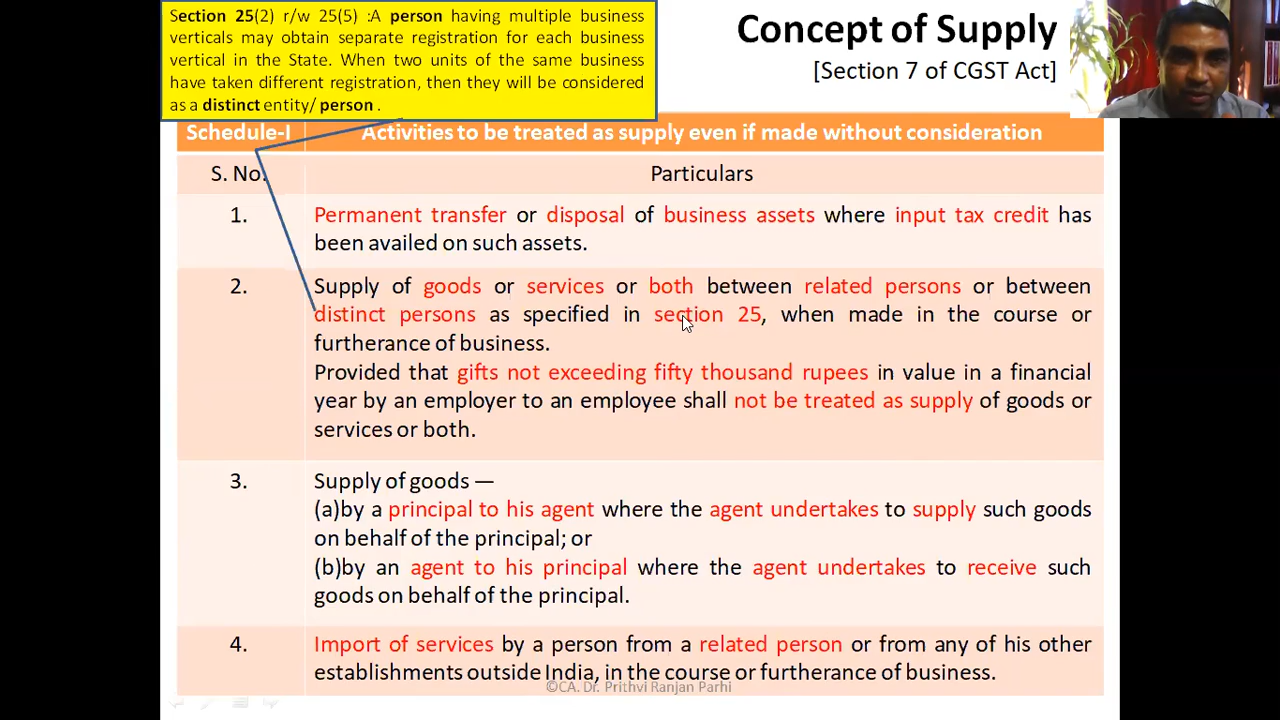 Section 25(2) r/w 25(5) :A person having multiple business
verticals may obtain separate registration for each business
vertical in the State. When two units of the same business
have taken different registration, then they will be considered
as a distinct entity/ person .
Concept of Supply
[Section 7 of CGST Act]
Schedule-I Activities to be treated as supply even if made without consideration
S. No. Particulars
1. Permanent transfer or disposal of business assets where input tax credit has
been availed on such assets.
2. Supply of goods or services or both between related persons or between
distinct persons as specified in section 25, when made in the course or
furtherance of business.
Provided that gifts not exceeding fifty thousand rupees in value in a financial
year by an employer to an employee shall not be treated as supply of goods or
services or both.
3. Supply of goods —
(a)by a principal to his agent where the agent undertakes to supply such goods
on behalf of the principal; or
(b)by an agent to his principal where the agent undertakes to receive such
goods on behalf of the principal.
4. Import of services by a person from a related person or from any of his other
establishments outside India, in the course or furtherance of business.
©CA. Dr. Prithvi Ranjan Parhi